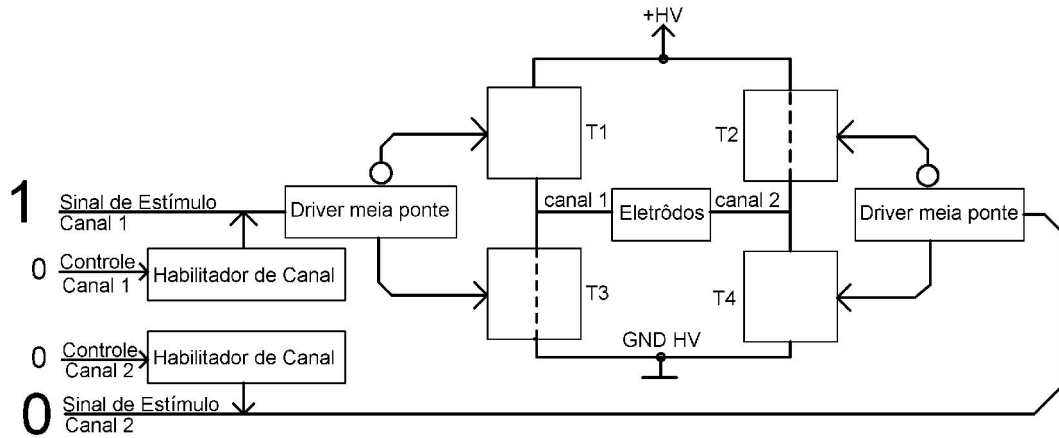 +HV
T1
T2
1
Sinal de Estímulo
Canal 1
Driver meia ponte
canal 1
Eletrôdos
canal 2
Driver meia ponte
0
Controle
Canal 1
Habilitador de Canal
T3
T4
0
Controle
Canal 2
Habilitador de Canal
GND HV
0
Sinal de Estímulo
Canal 2